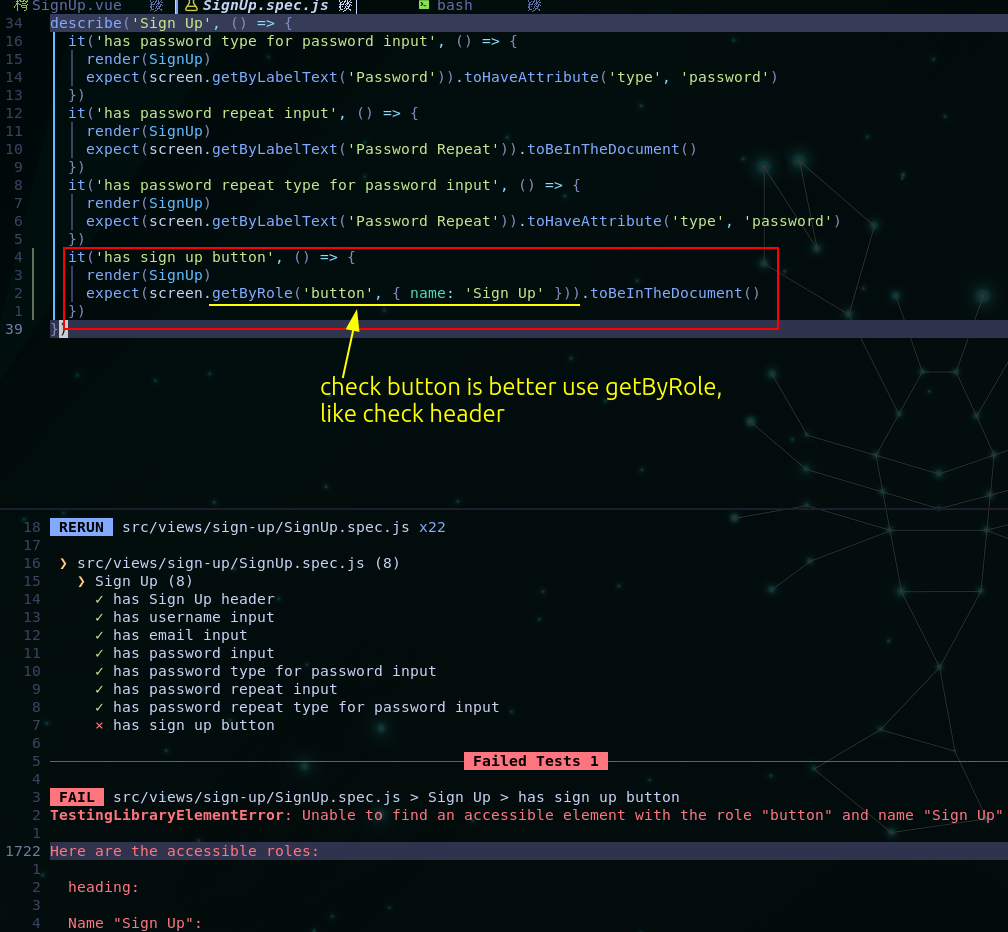 SignUp.vue SignUp.spec.js bash
34 describe('Sign Up', () => {
16 it('has password type for password input', () => {
15 render(SignUp)
14 expect(screen.getByLabelText('Password')).toHaveAttribute('type', 'password')
13 })
12 it('has password repeat input', () => {
11 render(SignUp)
10 expect(screen.getByLabelText('Password Repeat')).toBeInTheDocument()
9 })
8 it('has password repeat type for password input', () => {
7 render(SignUp)
6 expect(screen.getByLabelText('Password Repeat')).toHaveAttribute('type', 'password')
5 })
4 it('has sign up button', () => {
3 render(SignUp)
2 expect(screen.getByRole('button', { name: 'Sign Up' })).toBeInTheDocument()
1 })
39 })
check button is better use getByRole,
like check header
18 RERUN src/views/sign-up/SignUp.spec.js x22
17
16 ❯ src/views/sign-up/SignUp.spec.js (8)
15 ❯ Sign Up (8)
14 ✓ has Sign Up header
13 ✓ has username input
12 ✓ has email input
11 ✓ has password input
10 ✓ has password type for password input
9 ✓ has password repeat input
8 ✓ has password repeat type for password input
7 × has sign up button
6
5 Failed Tests 1
4
3 FAIL src/views/sign-up/SignUp.spec.js > Sign Up > has sign up button
2 TestingLibraryElementError: Unable to find an accessible element with the role "button" and name "Sign Up"
1
1722 Here are the accessible roles:
1
2 heading:
3
4 Name "Sign Up":